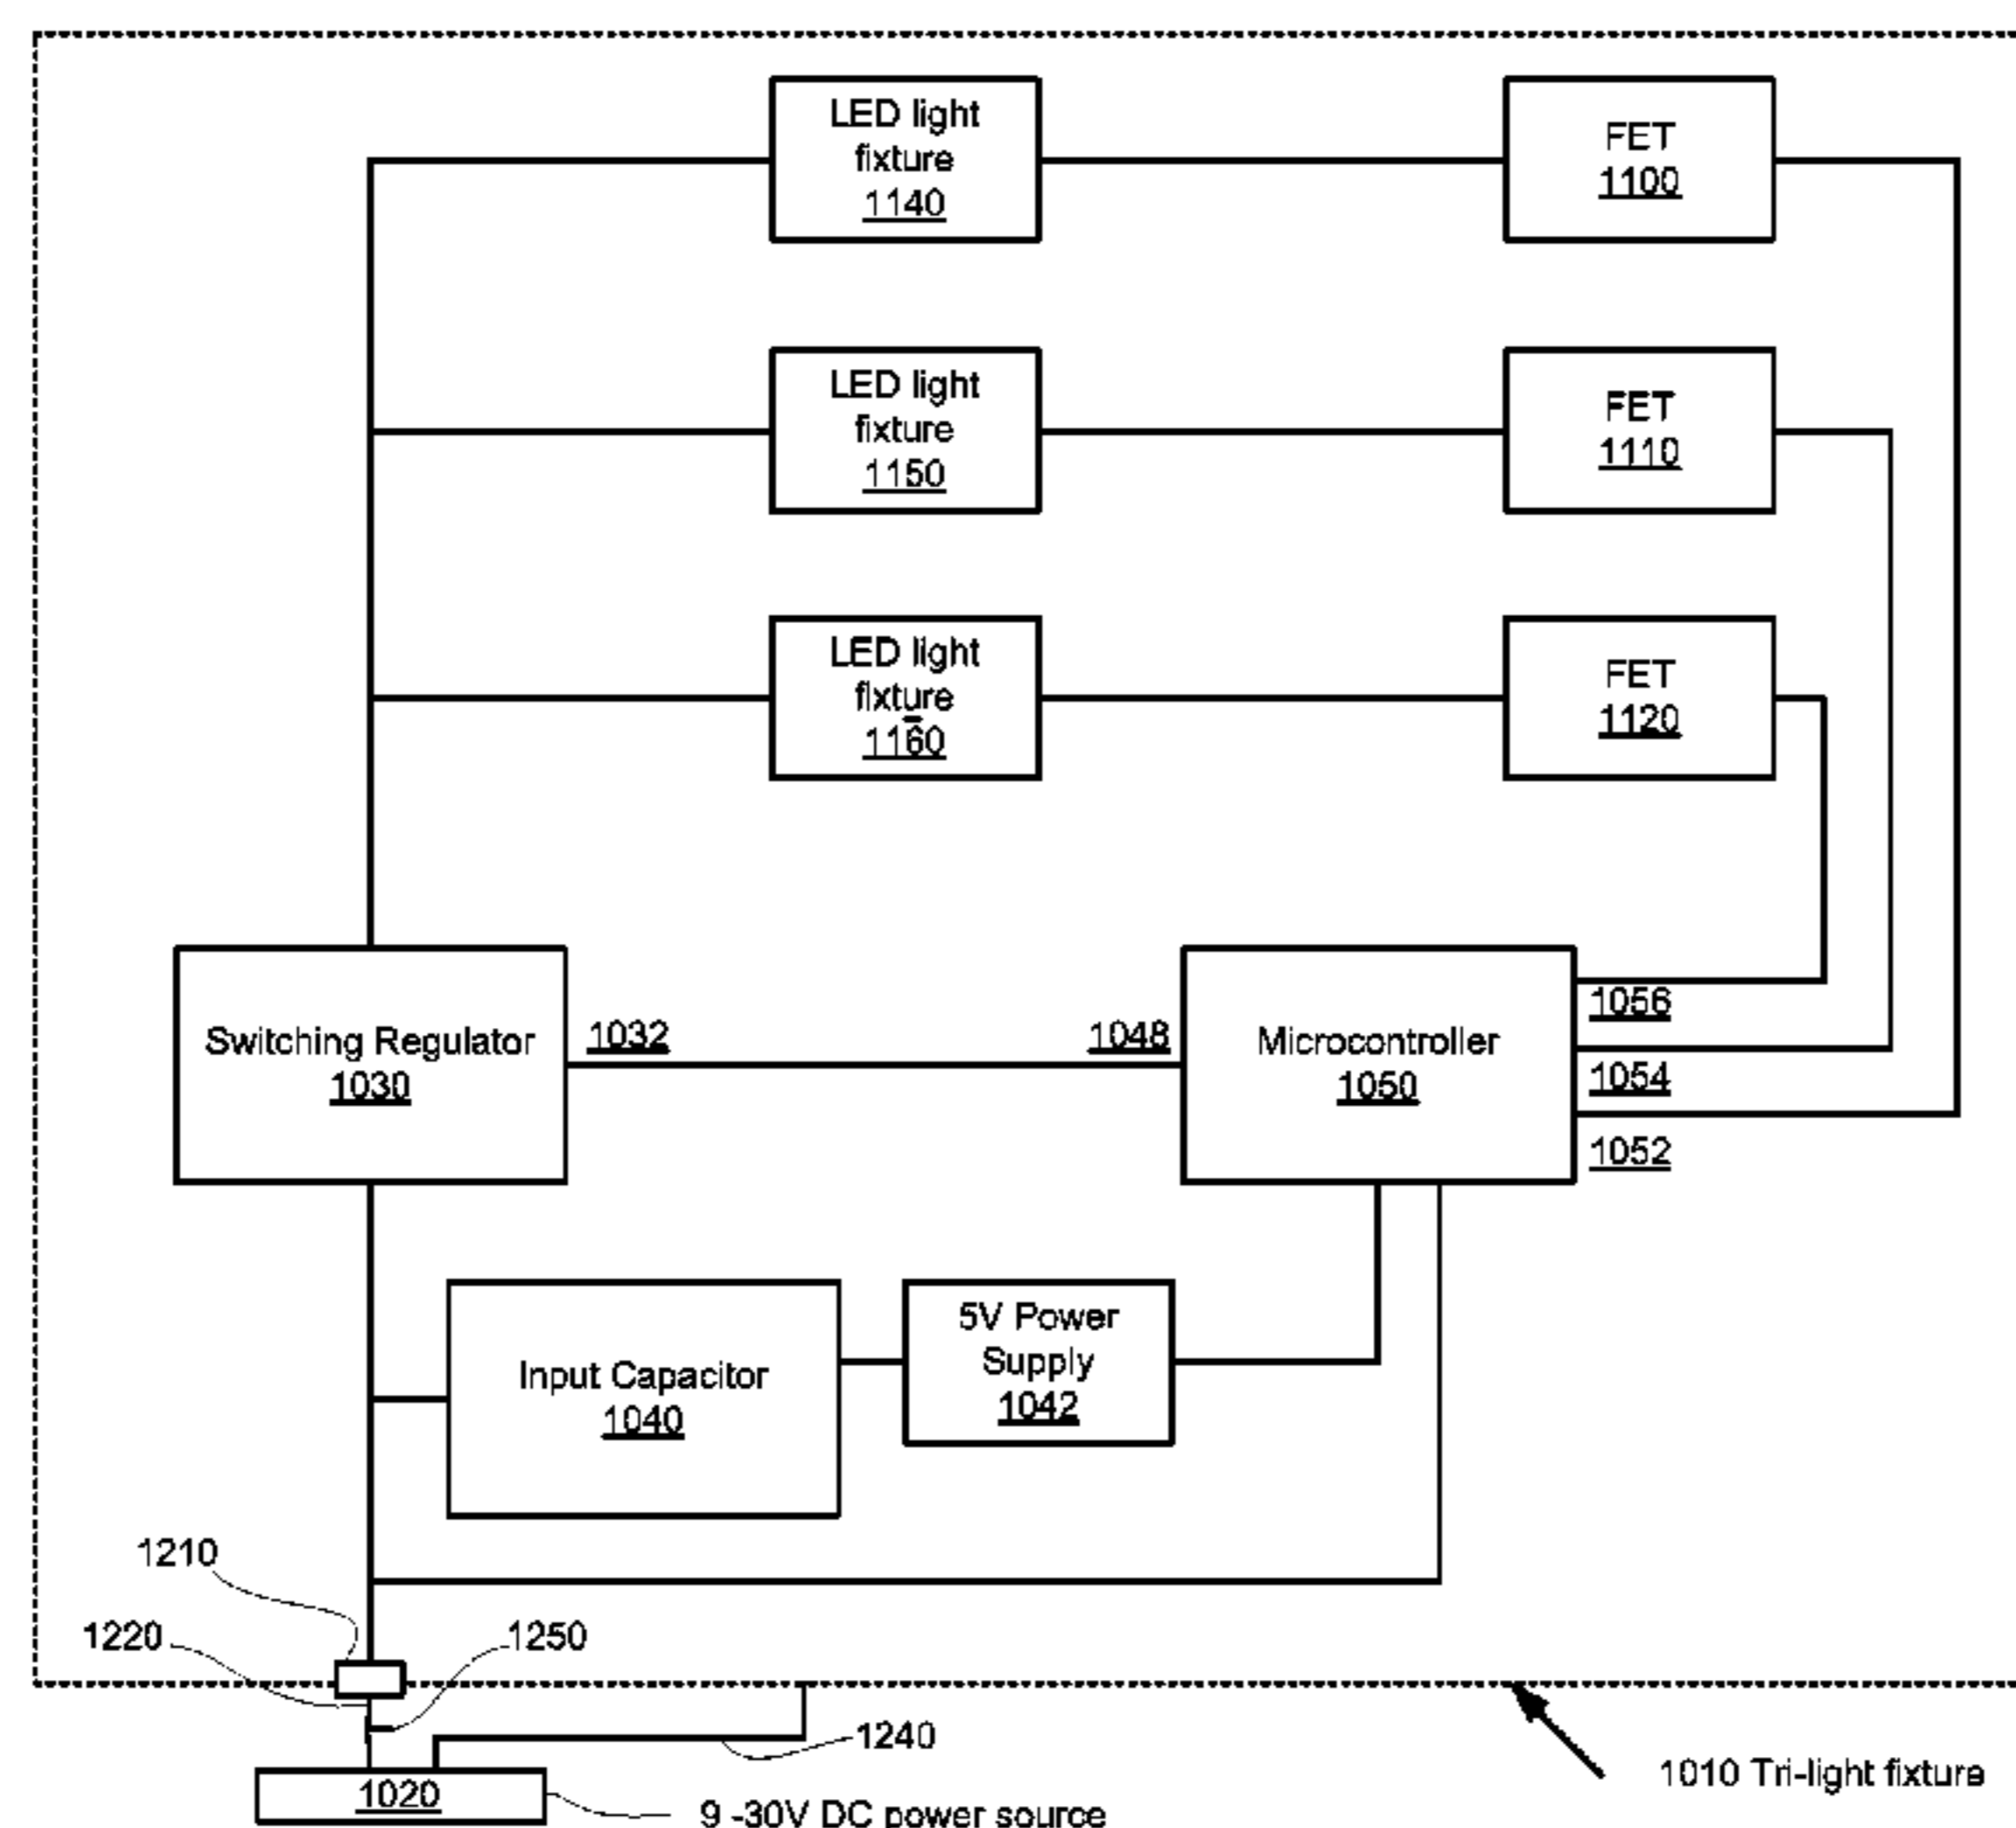 LED light
fixture
1140
FET
1100
LED light
fixture
1150
FET
1110
LED light
fixture
1160
FET
1120
Switching Regulator
1030
1032
1048
Microcontroller
1050
1056
1054
1052
Input Capacitor
1040
5V Power
Supply
1042
1210
1220
1250
1240
1020
9 -30V DC power source
1010 Tri-light fixture